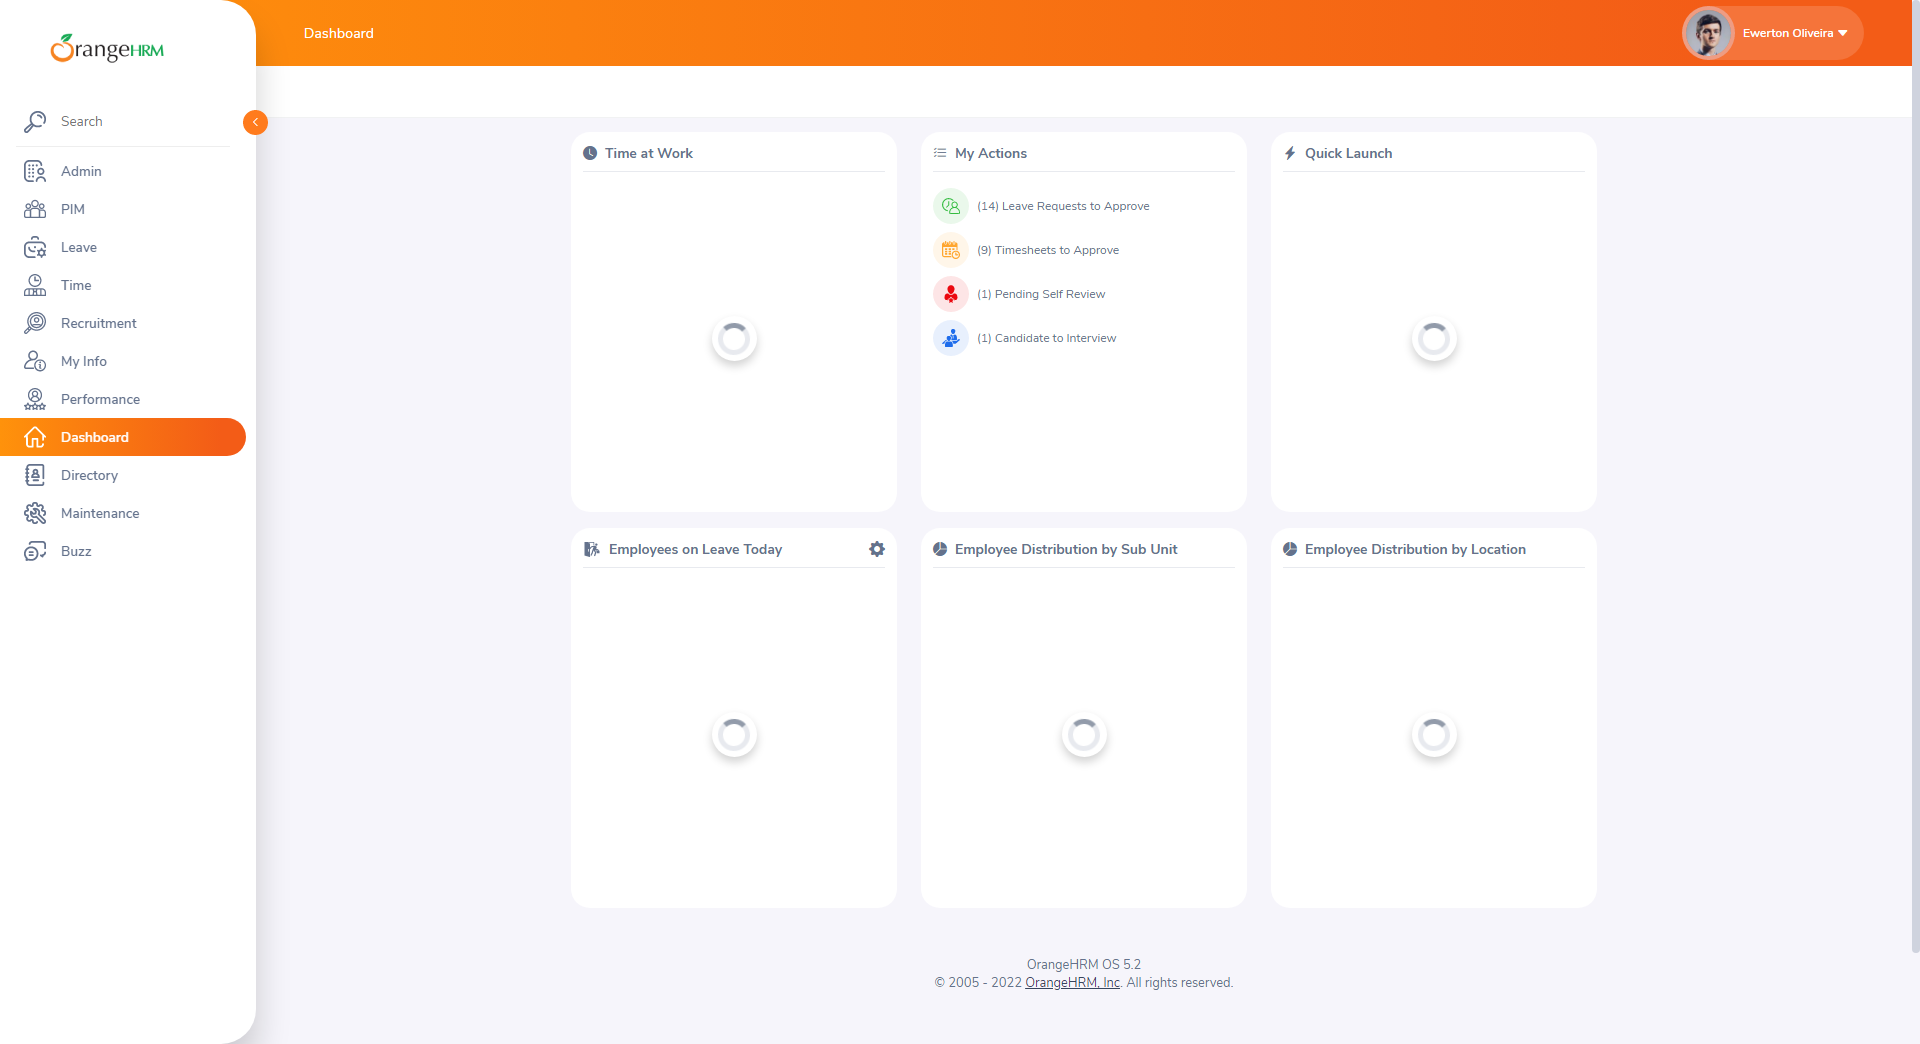 OrangeHRM
Search
Admin
PIM
Leave
Time
Recruitment
My Info
Performance
Dashboard
Directory
Maintenance
Buzz
Dashboard
Ewerton Oliveira
Time at Work
My Actions
(14) Leave Requests to Approve
(9) Timesheets to Approve
(1) Pending Self Review
(1) Candidate to Interview
Quick Launch
Employees on Leave Today
Employee Distribution by Sub Unit
Employee Distribution by Location
OrangeHRM OS 5.2
© 2005 - 2022 OrangeHRM, Inc. All rights reserved.